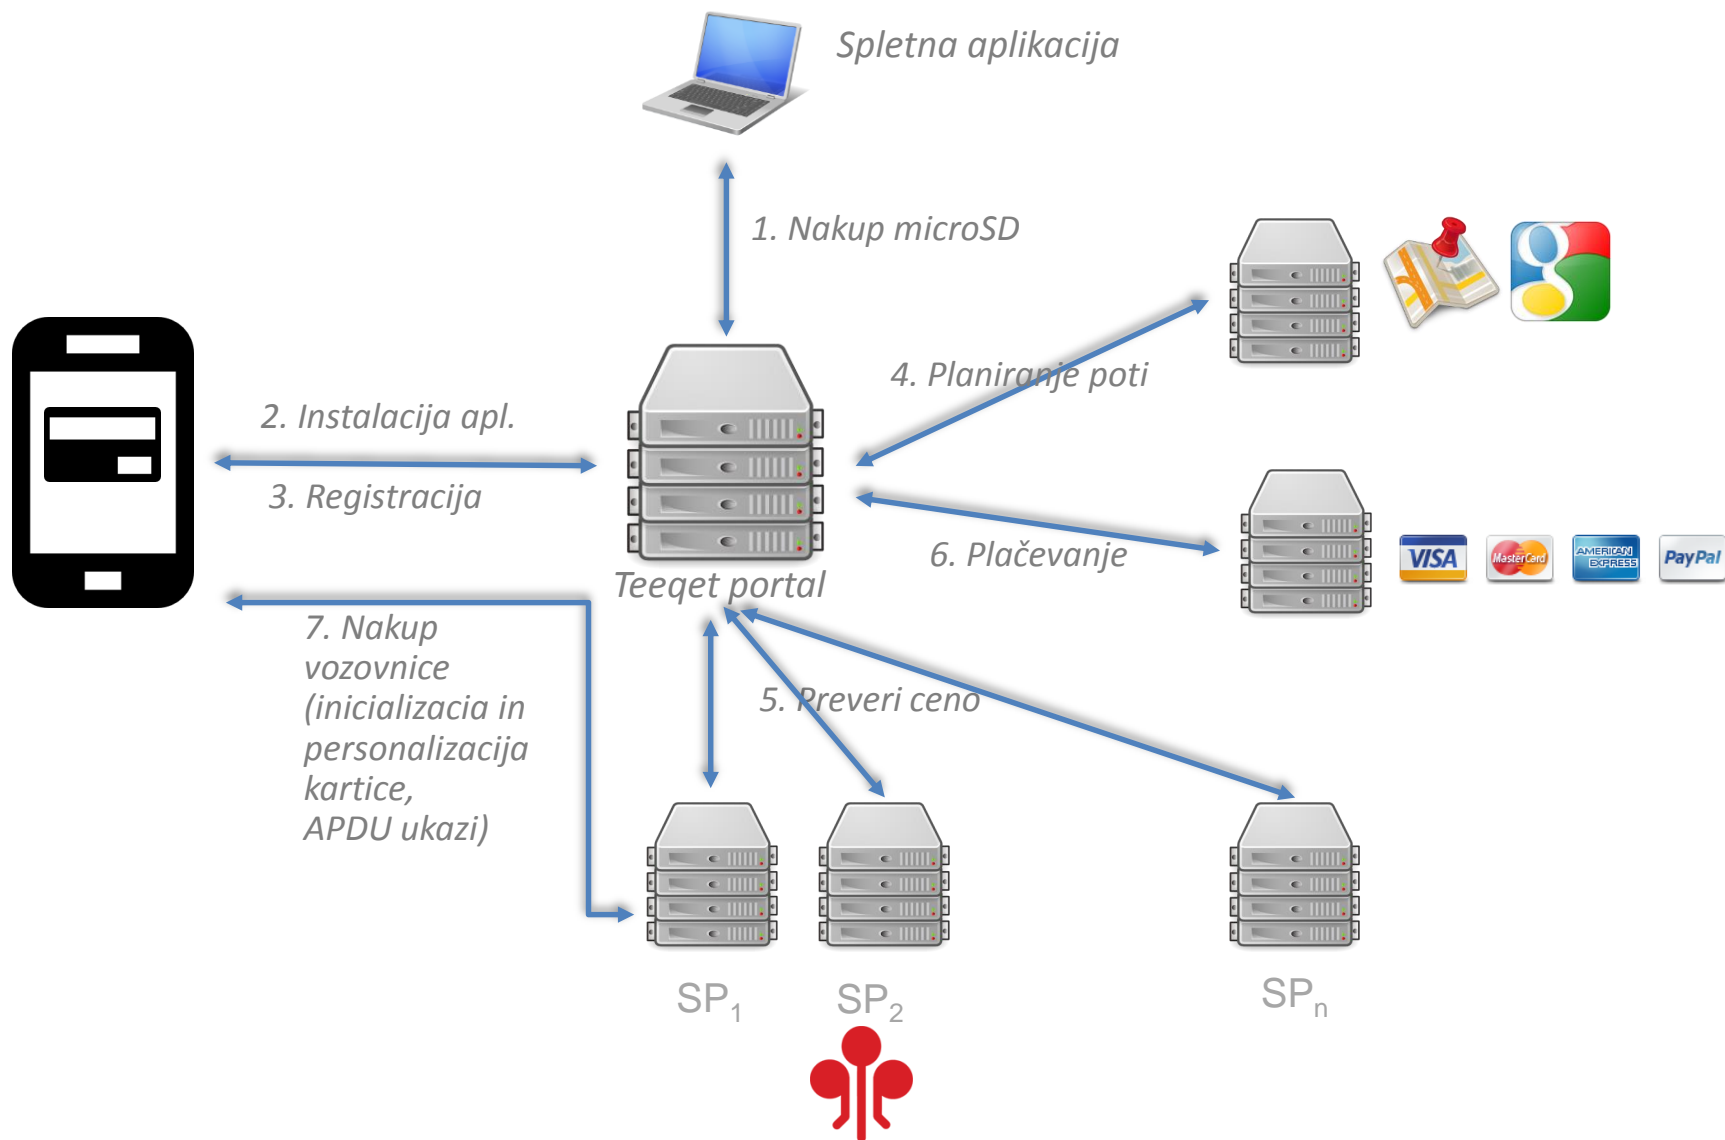 Spletna aplikacija
1. Nakup microSD
4. Planiranje poti
2. Instalacija apl.
3. Registracija
6. Plačevanje
VISA
MasterCard
AMERICAN
EXPRESS
PayPal
Teeqet portal
7. Nakup
vozovnice
(inicializacia in
personalizacija
kartice,
APDU ukazi)
5. Preveri ceno
SP1
SP2
SPn